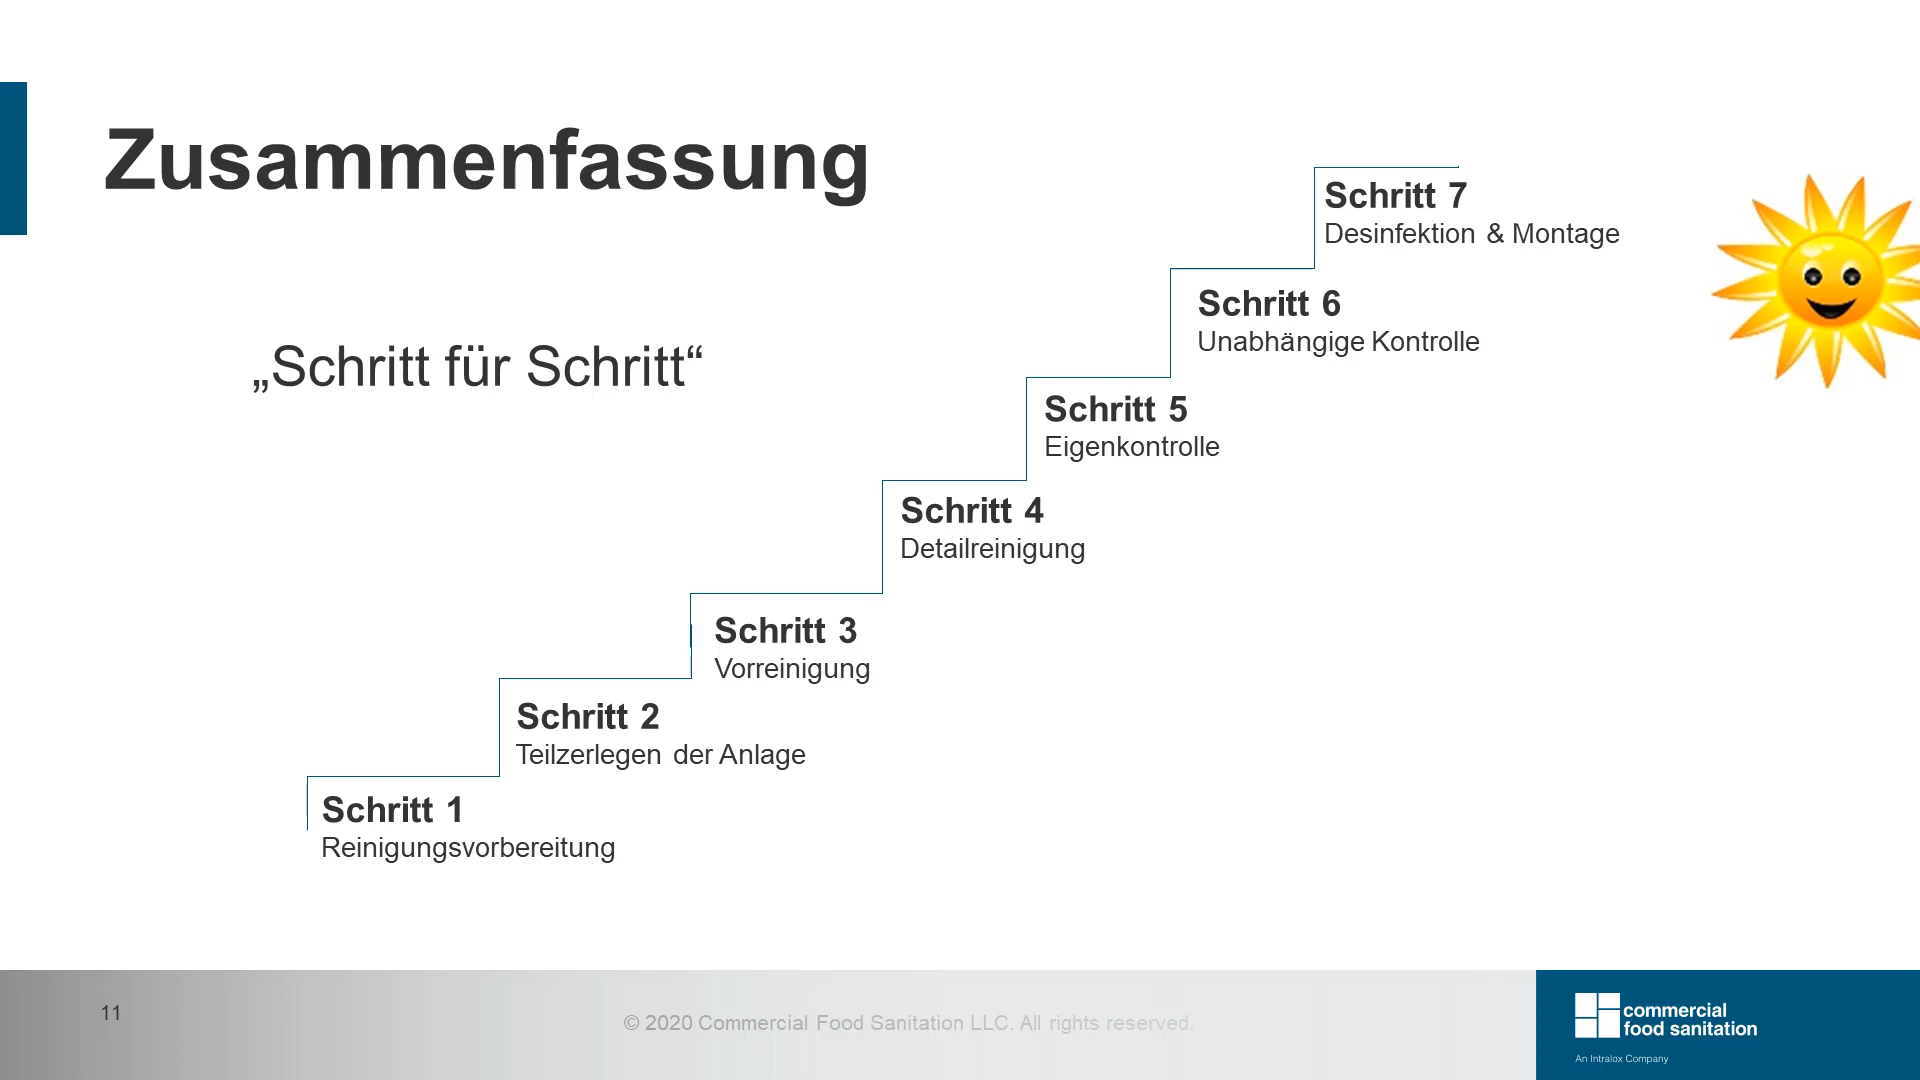 Zusammenfassung
„Schritt für Schritt“
Schritt 7
Desinfektion & Montage
Schritt 6
Unabhängige Kontrolle
Schritt 5
Eigenkontrolle
Schritt 4
Detailreinigung
Schritt 3
Vorreinigung
Schritt 2
Teilzerlegen der Anlage
Schritt 1
Reinigungsvorbereitung
11
© 2020 Commercial Food Sanitation LLC. All rights reserved.
commercial
food sanitation
An Intralox Company